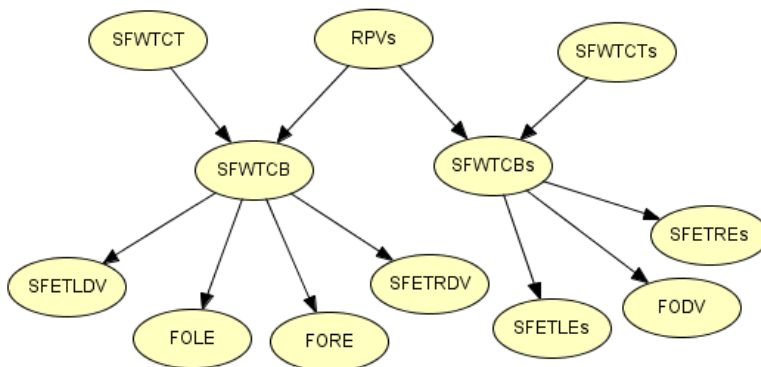 SFWTCT
RPVs
SFWTCTs
SFWTCB
SFWTCBs
SFETREs
SFETLDV
SFETRDV
FODV
FOLE
FORE
SFETLEs